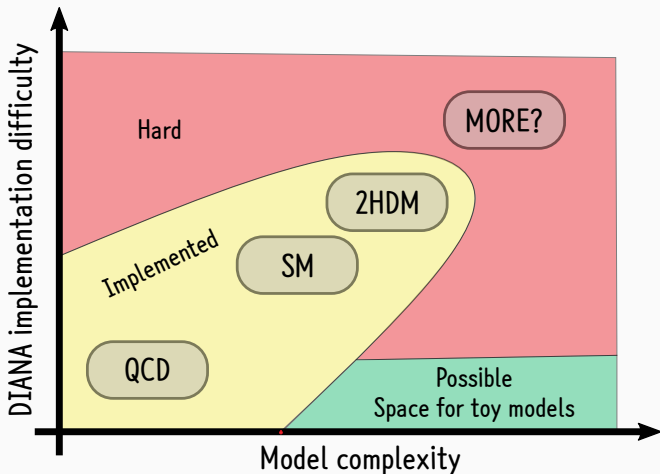 DIANA implementation difficulty
Hard
MORE?
2HDM
Implemented
SM
QCD
Possible
Space for toy models
Model complexity